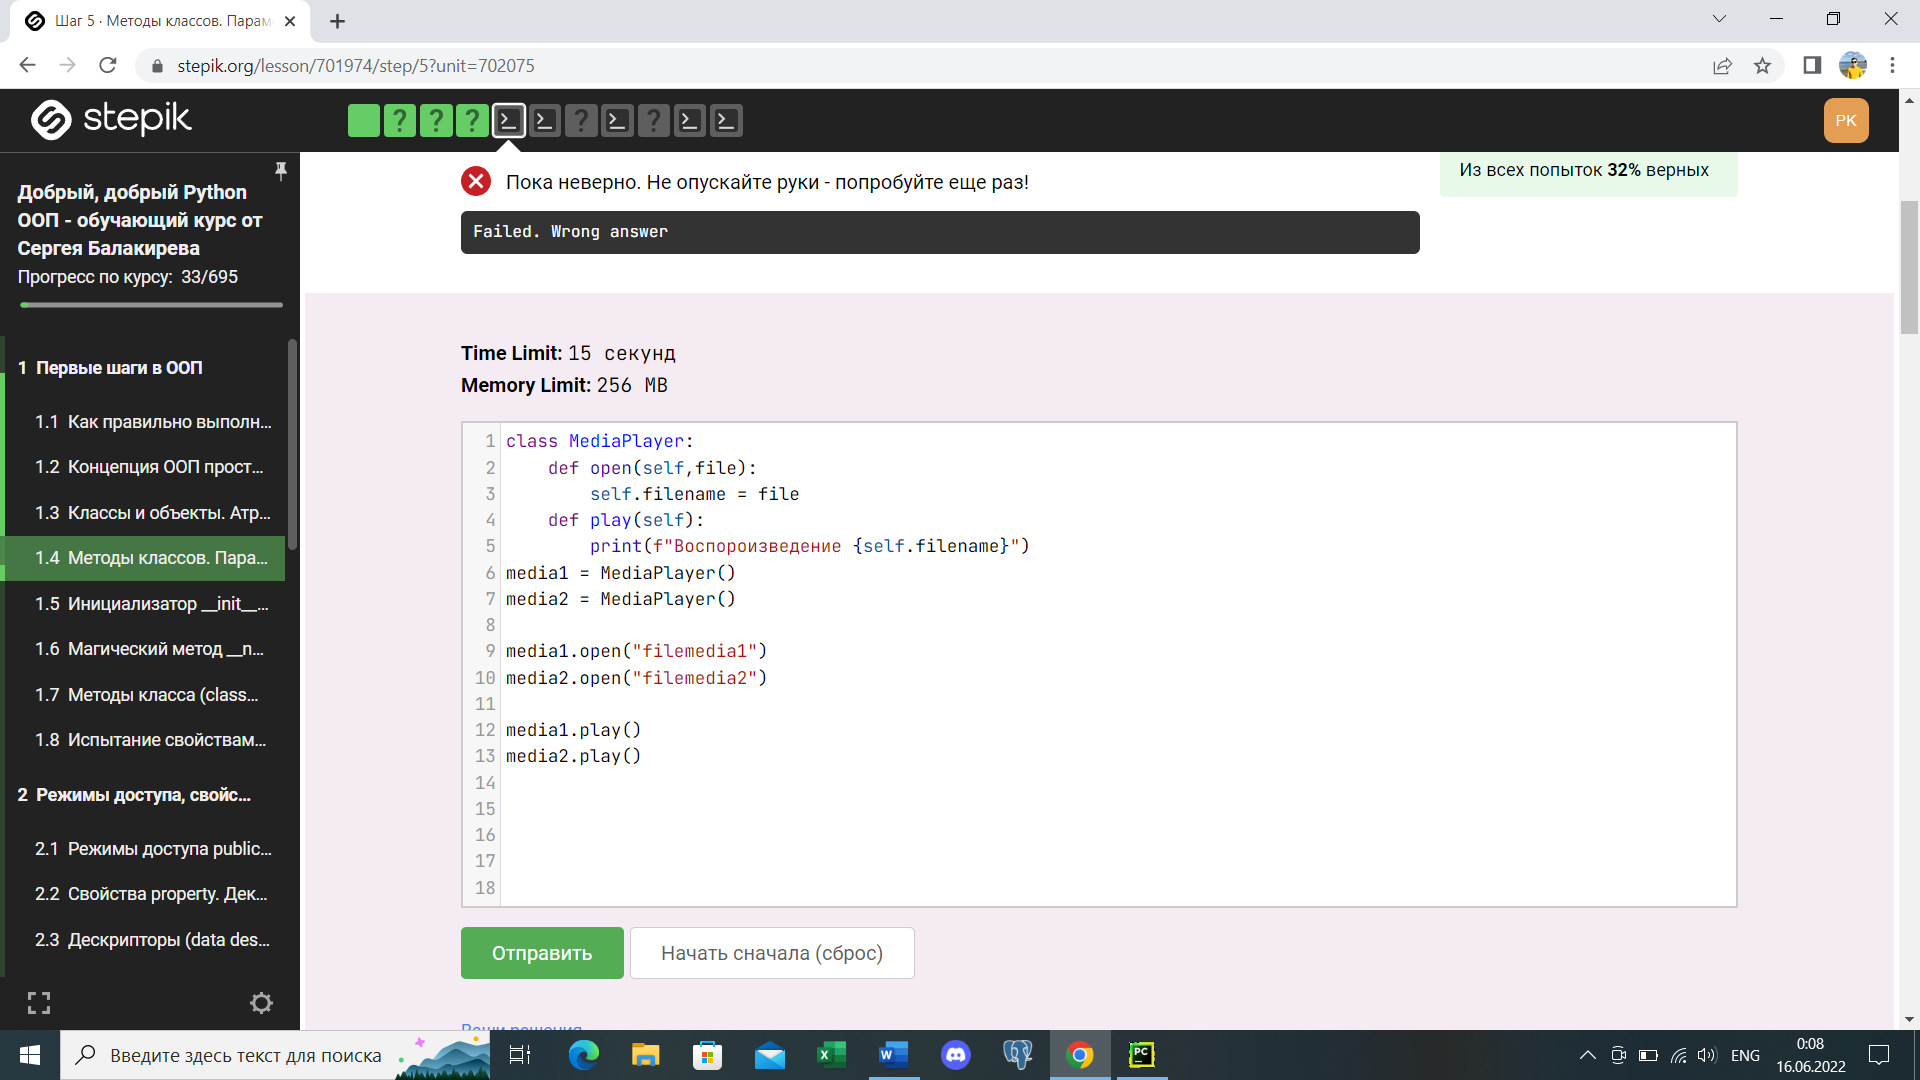 Шаг 5 · Методы классов. Парам
stepik.org/lesson/701974/step/5?unit=702075
stepik
? ? ? ? ?
PK
Добрый, добрый Python
ООП - обучающий курс от
Сергея Балакирева
Прогресс по курсу: 33/695
1 Первые шаги в ООП
1.1 Как правильно выполн...
1.2 Концепция ООП прост...
1.3 Классы и объекты. Атр...
1.4 Методы классов. Пара...
1.5 Инициализатор __init__...
1.6 Магический метод __n...
1.7 Методы класса (class...
1.8 Испытание свойствам...
2 Режимы доступа, свойс...
2.1 Режимы доступа public...
2.2 Свойства property. Дек...
2.3 Дескрипторы (data des...
Пока неверно. Не опускайте руки - попробуйте еще раз!
Failed. Wrong answer
Из всех попыток 32% верных
Time Limit: 15 секунд
Memory Limit: 256 MB
1 class MediaPlayer:
2     def open(self,file):
3         self.filename = file
4     def play(self):
5         print(f"Воспороизведение {self.filename}")
6 media1 = MediaPlayer()
7 media2 = MediaPlayer()
8
9 media1.open("filemedia1")
10 media2.open("filemedia2")
11
12 media1.play()
13 media2.play()
14
15
16
17
18
Отправить
Начать сначала (сброс)
Ваши решения
Введите здесь текст для поиска
ENG
0:08
16.06.2022